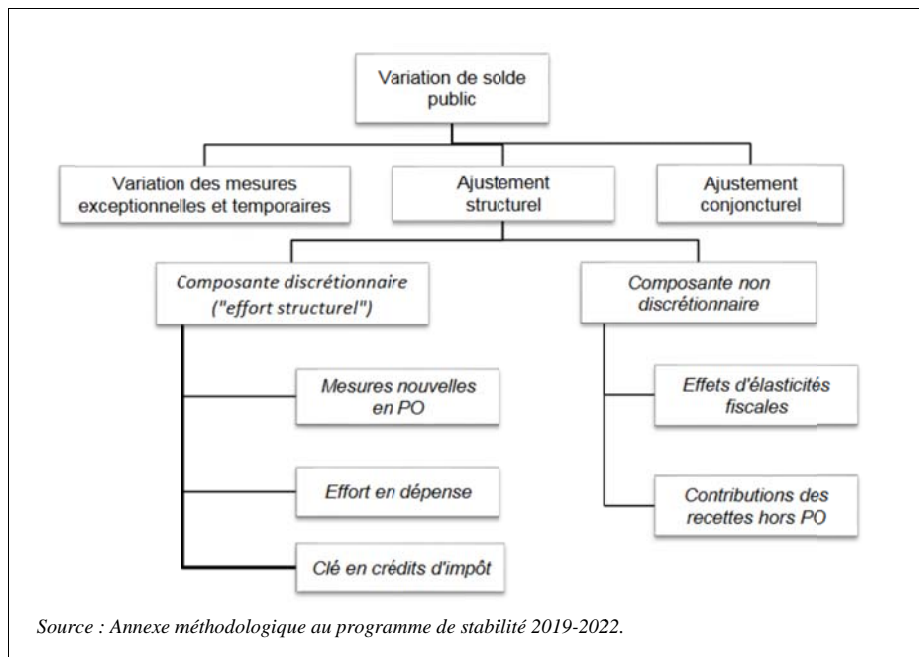 Variation de solde
public
Variation des mesures
exceptionnelles et temporaires
Ajustement
structurel
Ajustement
conjoncturel
Composante discrétionnaire
("effort structurel")
Composante non
discrétionnaire
Mesures nouvelles
en PO
Effets d'élasticités
fiscales
Effort en dépense
Contributions des
recettes hors PO
Clé en crédits d'impôt
Source : Annexe méthodologique au programme de stabilité 2019-2022.